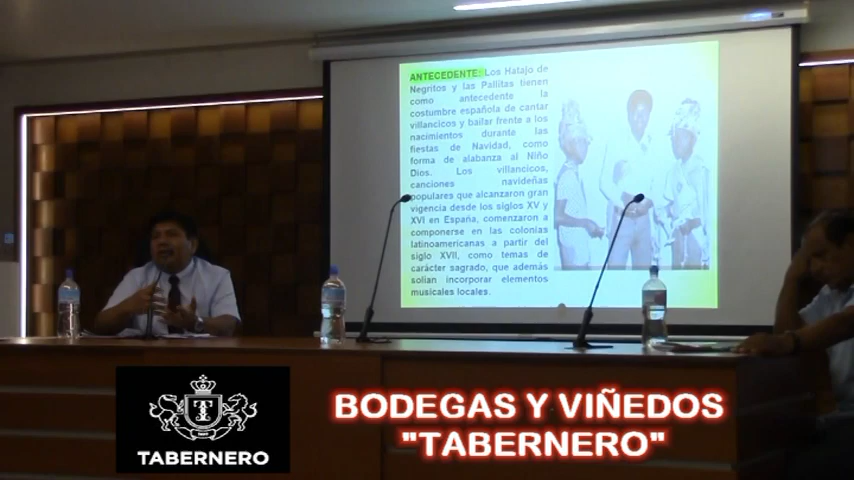 ANTECEDENTE: Los Hatajo de
Negritos y las Pallitas tienen
como antecedente la
costumbre española de cantar
villancicos y bailar frente a los
nacimientos durante las
fiestas de Navidad, como
forma de alabanza al Niño
Dios. Los villancicos,
canciones navideñas
populares que alcanzaron gran
vigencia desde los siglos XV y
XVI en España, comenzaron a
componerse en las colonias
latinoamericanas a partir del
siglo XVII, como temas de
carácter sagrado, que además
solían incorporar elementos
musicales locales.
T
TABERNERO
BODEGAS Y VIÑEDOS
"TABERNERO"